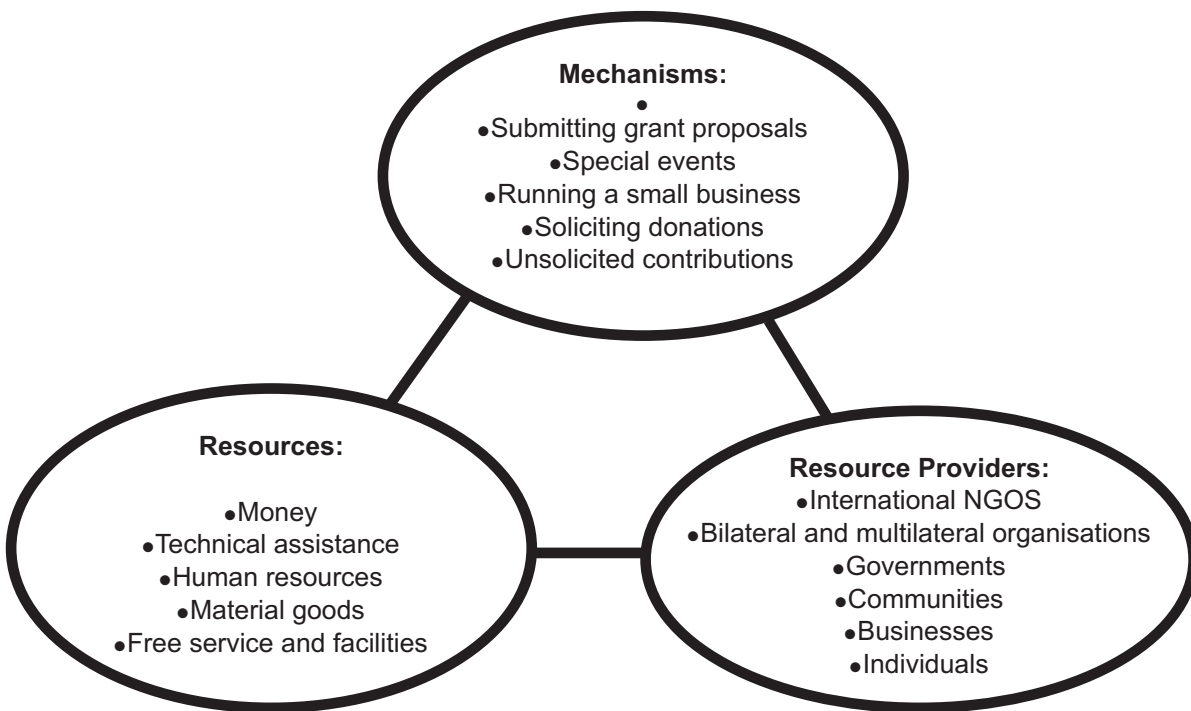 Mechanisms:
●
●Submitting grant proposals
●Special events
●Running a small business
●Soliciting donations
●Unsolicited contributions
Resources:
●Money
●Technical assistance
●Human resources
●Material goods
●Free service and facilities
Resource Providers:
●International NGOS
●Bilateral and multilateral organisations
●Governments
●Communities
●Businesses
●Individuals